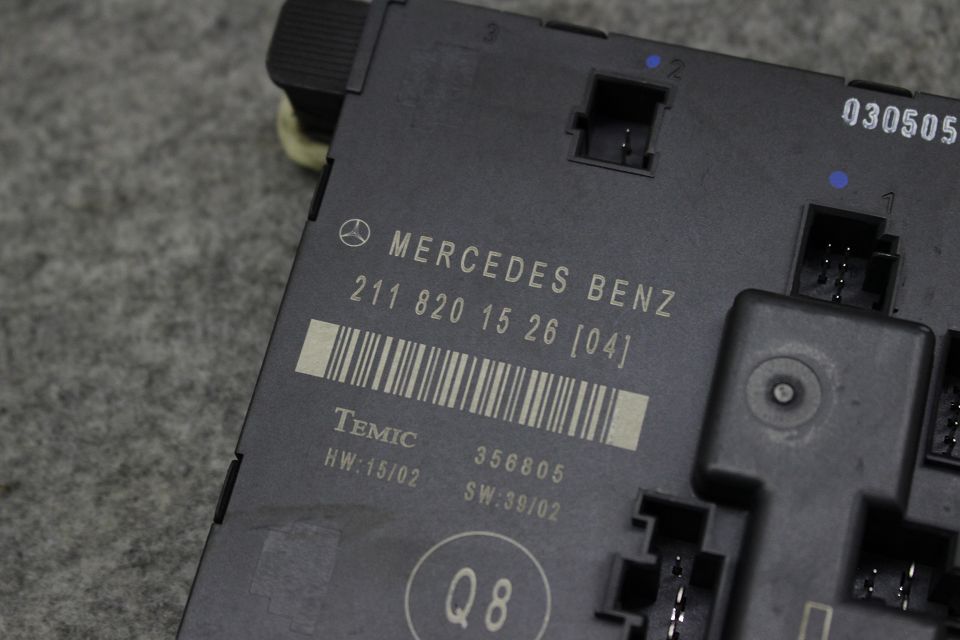 3
2
030505
1
MERCEDES BENZ
211 820 15 26 [04]
TEMIC
356805
HW:15/02
SW:39/02
Q8